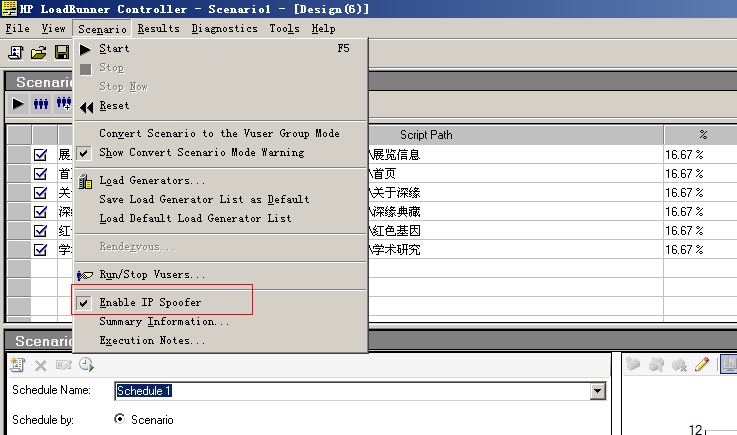 HP LoadRunner Controller - Scenario1 - [Design(6)]
File View Scenario Results Diagnostics Tools Help
Start F5
Stop
Stop Now
Reset
Convert Scenario to the Vuser Group Mode
Show Convert Scenario Mode Warning
Load Generators...
Save Load Generator List as Default
Load Default Load Generator List
Rendezvous...
Run/Stop Vusers...
Enable IP Spoofer
Summary Information...
Execution Notes...
Scenario
Script Path %
展 \展览信息 16.67 %
首 \首页 16.67 %
关 \关于深缘 16.67 %
深 \深缘典藏 16.67 %
红 \红色基因 16.67 %
学 \学术研究 16.67 %
Scenario
Schedule Name: Schedule 1
Schedule by: Scenario
12